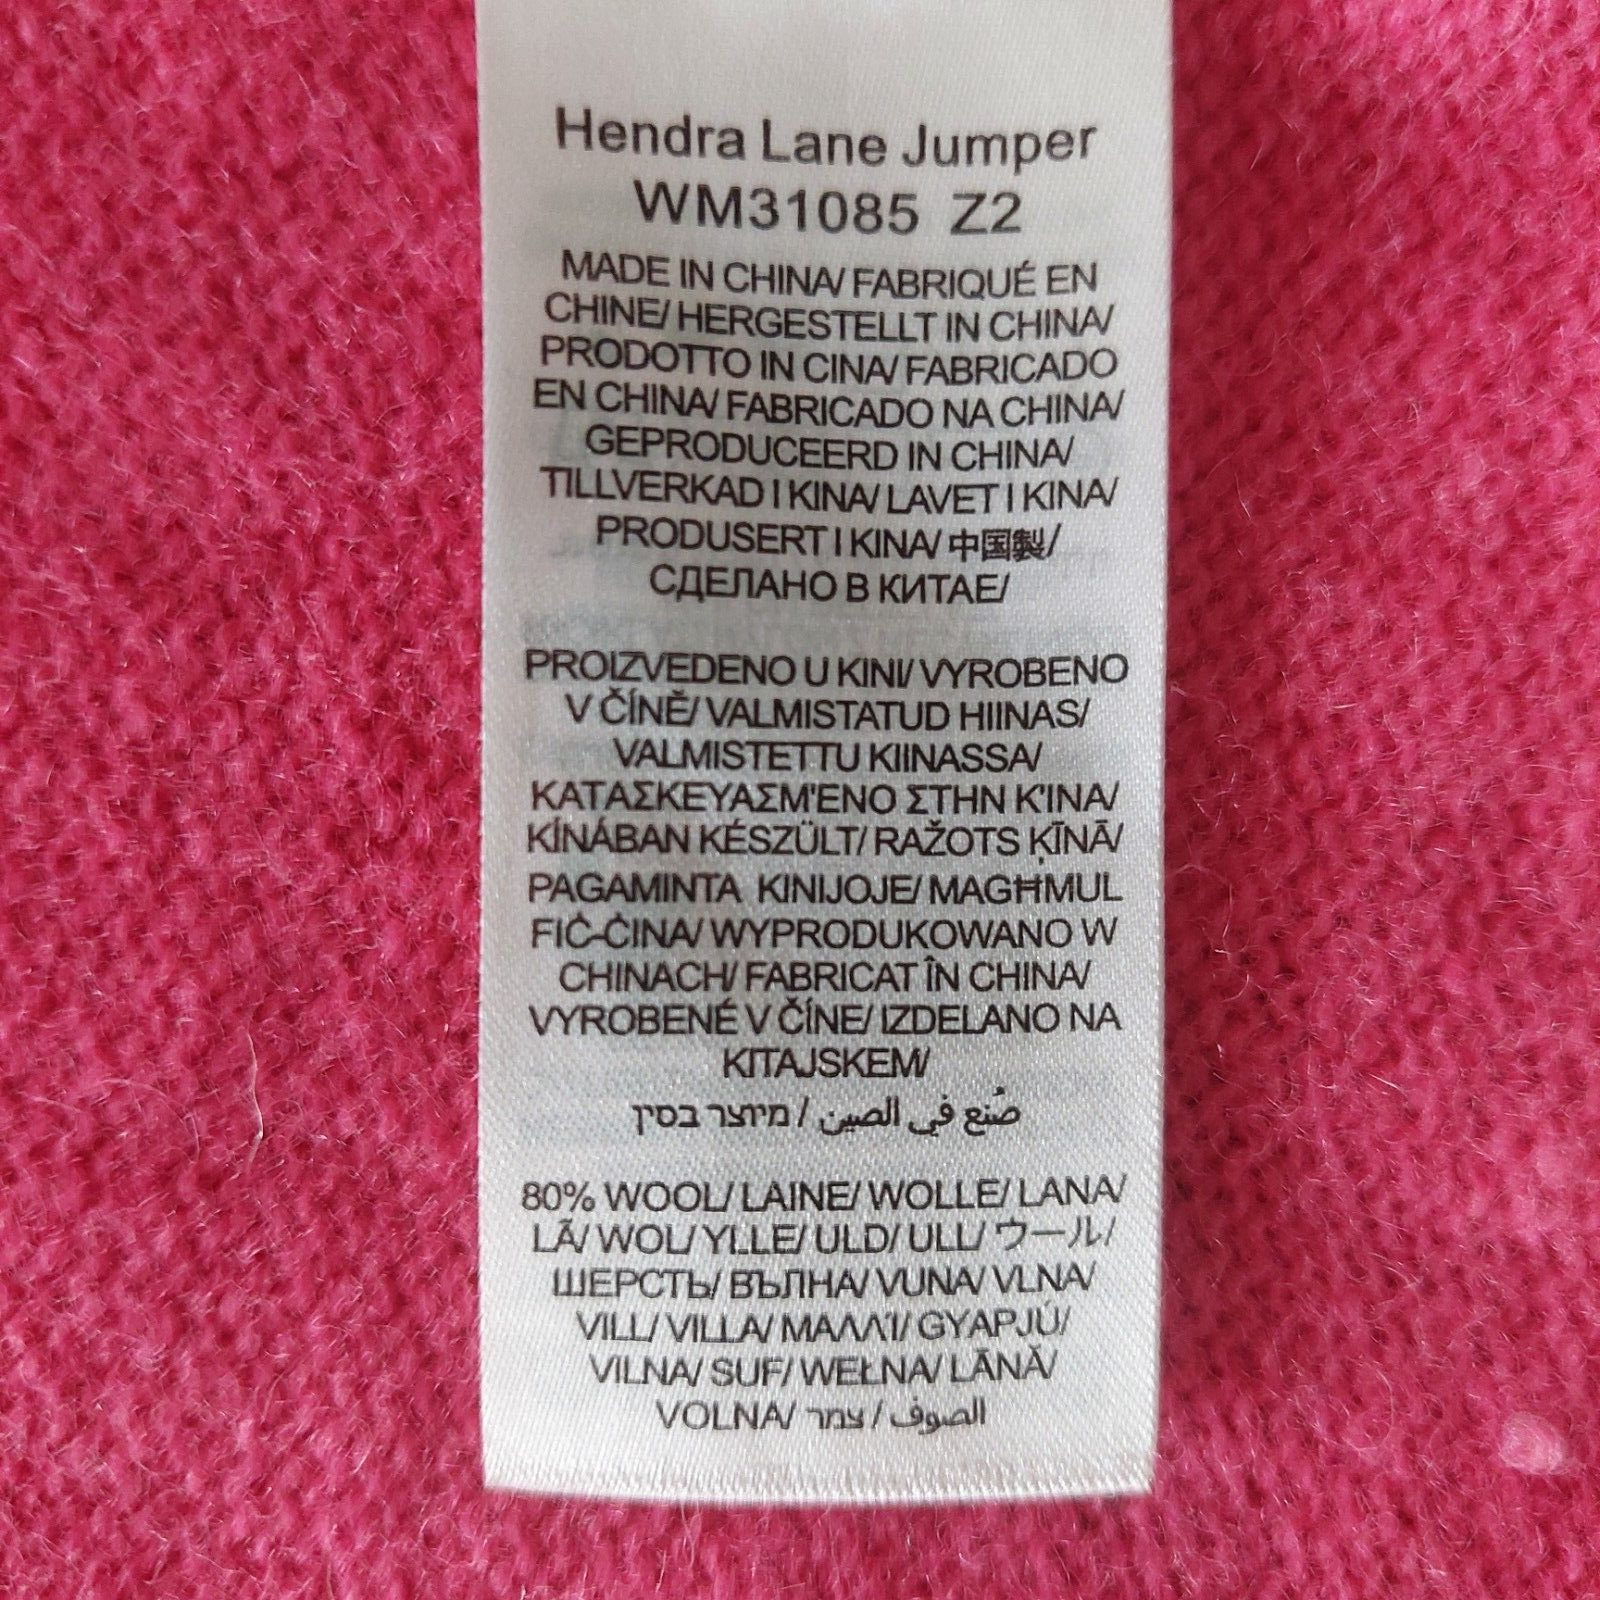 Hendra Lane Jumper
WM31085 Z2
MADE IN CHINA/ FABRIQUÉ EN
CHINE/ HERGESTELLT IN CHINA/
PRODOTTO IN CINA/ FABRICADO
EN CHINA/ FABRICADO NA CHINA/
GEPRODUCEERD IN CHINA/
TILLVERKAD I KINA/ LAVET I KINA/
PRODUSERT I KINA/ 中国製/
СДЕЛАНО В КИТАЕ/
PROIZVEDENO U KINI/ VYROBENO
V ČÍNĚ/ VALMISTATUD HIINAS/
VALMISTETTU KIINASSA/
ΚΑΤΑΣΚΕΥΑΣΜ'ΕΝΟ ΣΤΗΝ Κ'ΙΝΑ/
KÍNÁBAN KÉSZÜLT/ RAŽOTS ĶĪNĀ/
PAGAMINTA KINIJOJE/ MAGĦMUL
FIĊ-ĊINA/ WYPRODUKOWANO W
CHINACH/ FABRICAT ÎN CHINA/
VYROBENÉ V ČÍNE/ IZDELANO NA
KITAJSKEM/
صُنع في الصين / מיוצר בסין
80% WOOL/ LAINE/ WOLLE/ LANA/
LÃ/ WOL/ YLLE/ ULD/ ULL/ ウール/
ШЕРСТЬ/ ВЪЛНА/ VUNA/ VLNA/
VILL/ VILLA/ ΜΑΛΛ'Ι/ GYAPJÚ/
VILNA/ SUF/ WEŁNA/ LĀNĂ/
VOLNA/ צמר / الصوف